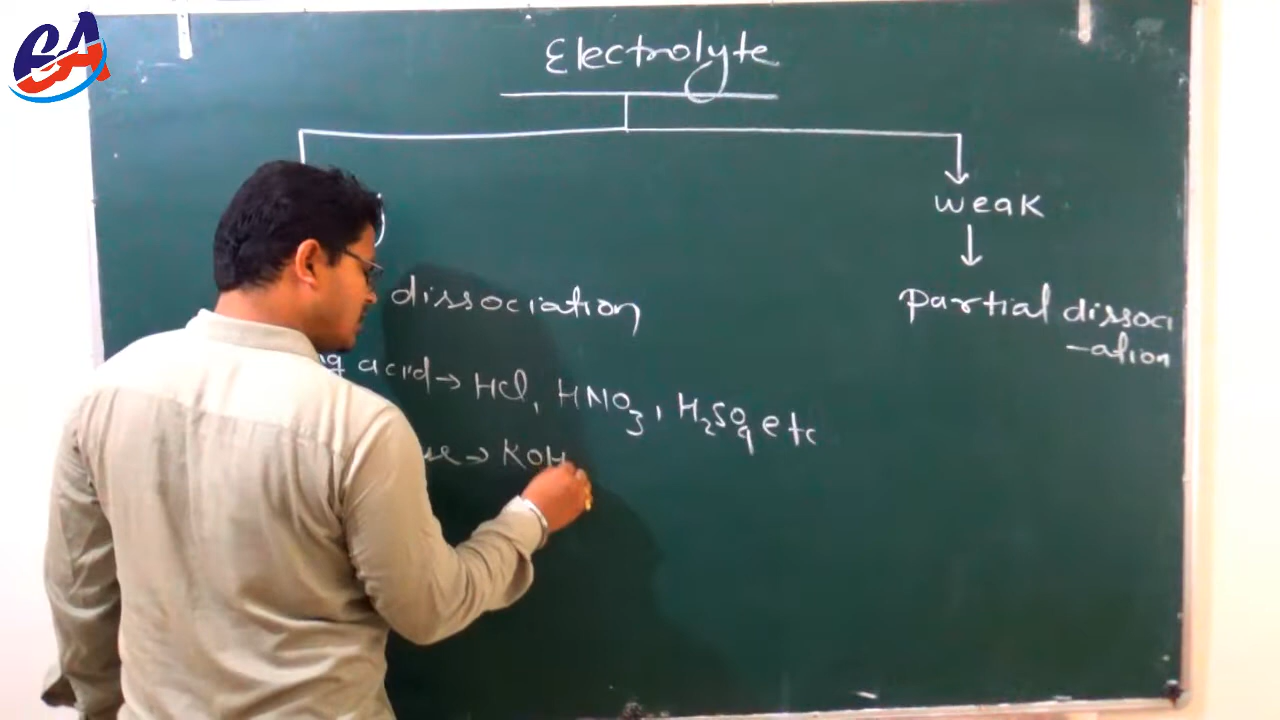 Electrolyte
weak
dissociation
partial dissoci
-ation
acid → HCl, HNO3, H2SO4 etc
→ KOH